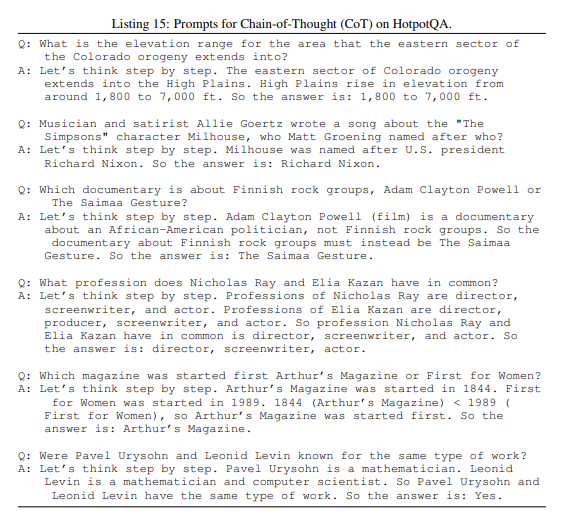 Listing 15: Prompts for Chain-of-Thought (CoT) on HotpotQA.
Q: What is the elevation range for the area that the eastern sector of
the Colorado orogeny extends into?
A: Let's think step by step. The eastern sector of Colorado orogeny
extends into the High Plains. High Plains rise in elevation from
around 1,800 to 7,000 ft. So the answer is: 1,800 to 7,000 ft.
Q: Musician and satirist Allie Goertz wrote a song about the "The
Simpsons" character Milhouse, who Matt Groening named after who?
A: Let's think step by step. Milhouse was named after U.S. president
Richard Nixon. So the answer is: Richard Nixon.
Q: Which documentary is about Finnish rock groups, Adam Clayton Powell or
The Saimaa Gesture?
A: Let's think step by step. Adam Clayton Powell (film) is a documentary
about an African-American politician, not Finnish rock groups. So the
documentary about Finnish rock groups must instead be The Saimaa
Gesture. So the answer is: The Saimaa Gesture.
Q: What profession does Nicholas Ray and Elia Kazan have in common?
A: Let's think step by step. Professions of Nicholas Ray are director,
screenwriter, and actor. Professions of Elia Kazan are director,
producer, screenwriter, and actor. So profession Nicholas Ray and
Elia Kazan have in common is director, screenwriter, and actor. So
the answer is: director, screenwriter, actor.
Q: Which magazine was started first Arthur's Magazine or First for Women?
A: Let's think step by step. Arthur's Magazine was started in 1844. First
for Women was started in 1989. 1844 (Arthur's Magazine) < 1989 (
First for Women), so Arthur's Magazine was started first. So the
answer is: Arthur's Magazine.
Q: Were Pavel Urysohn and Leonid Levin known for the same type of work?
A: Let's think step by step. Pavel Urysohn is a mathematician. Leonid
Levin is a mathematician and computer scientist. So Pavel Urysohn and
Leonid Levin have the same type of work. So the answer is: Yes.